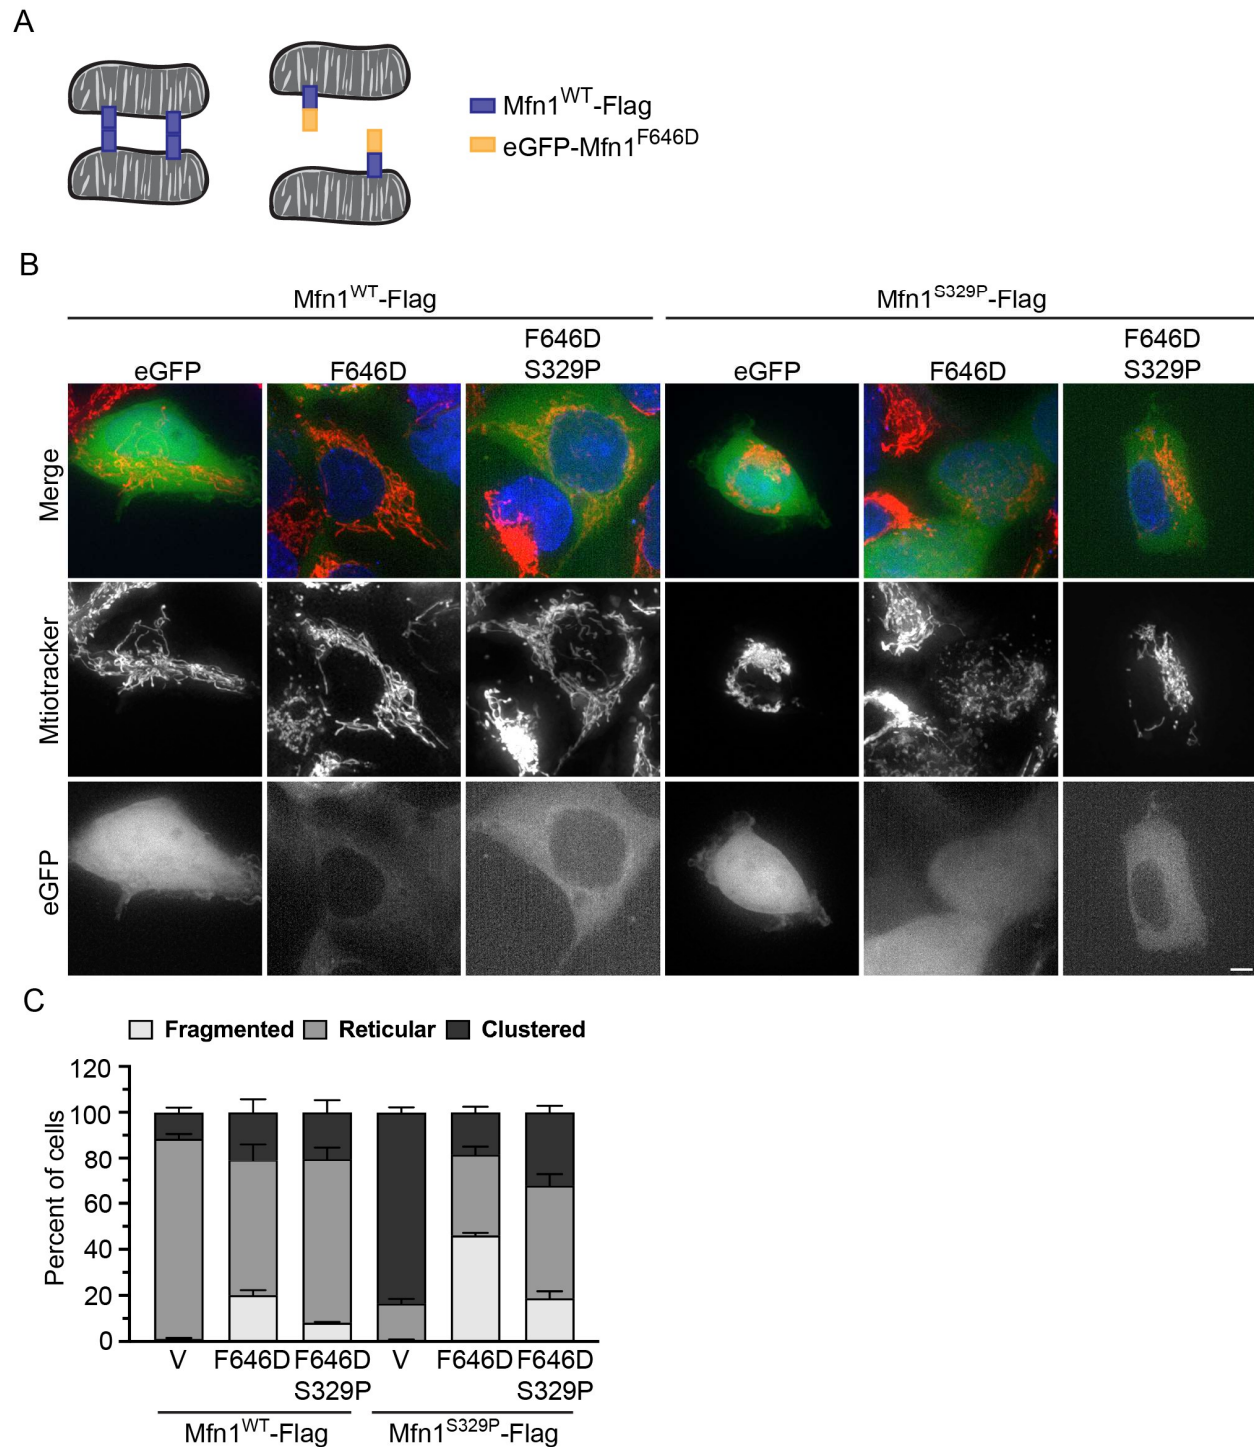 A
Mfn1WT-Flag
eGFP-Mfn1F646D
B
Mfn1WT-Flag
Mfn1S329P-Flag
eGFP
F646D
F646D
S329P
eGFP
F646D
F646D
S329P
Merge
Mtiotracker
eGFP
C
Fragmented Reticular Clustered
Percent of cells
120
100
80
60
40
20
0
V F646D F646D V F646D F646D
S329P S329P
Mfn1WT-Flag Mfn1S329P-Flag